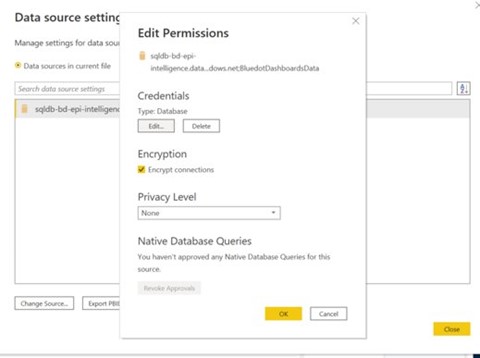 Data source setting
Manage settings for data sour
Data sources in current file
Search data source settings
sqldb-bd-epi-intelligenc
Change Source...
Export PBI
Close
Edit Permissions
sqldb-bd-epi-
intelligence.data...dows.net;BluedotDashboardsData
Credentials
Type: Database
Edit...
Delete
Encryption
Encrypt connections
Privacy Level
None
Native Database Queries
You haven't approved any Native Database Queries for this
source.
Revoke Approvals
OK
Cancel